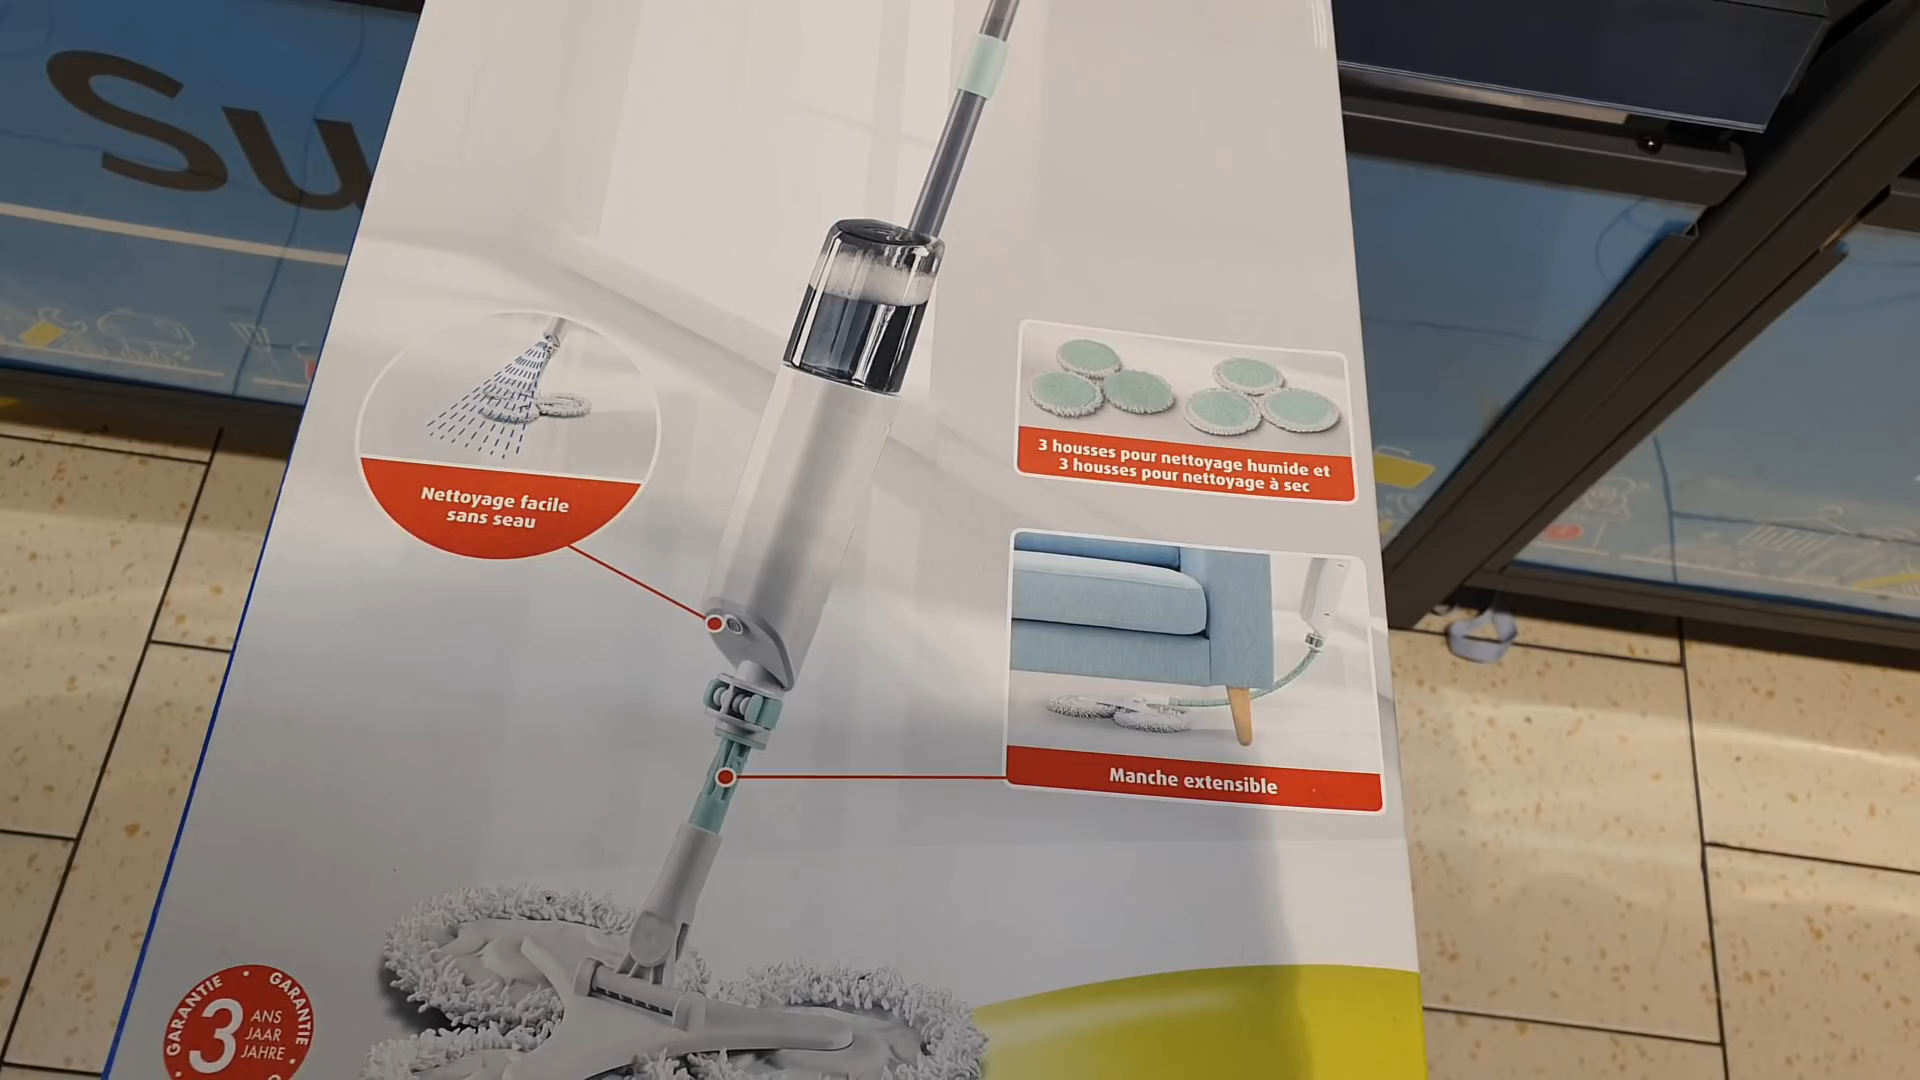 Su
3 housses pour nettoyage humide et
3 housses pour nettoyage à sec
Nettoyage facile
sans seau
Manche extensible
GARANTIE • GARANTIE
3 ANS
JAAR
JAHRE